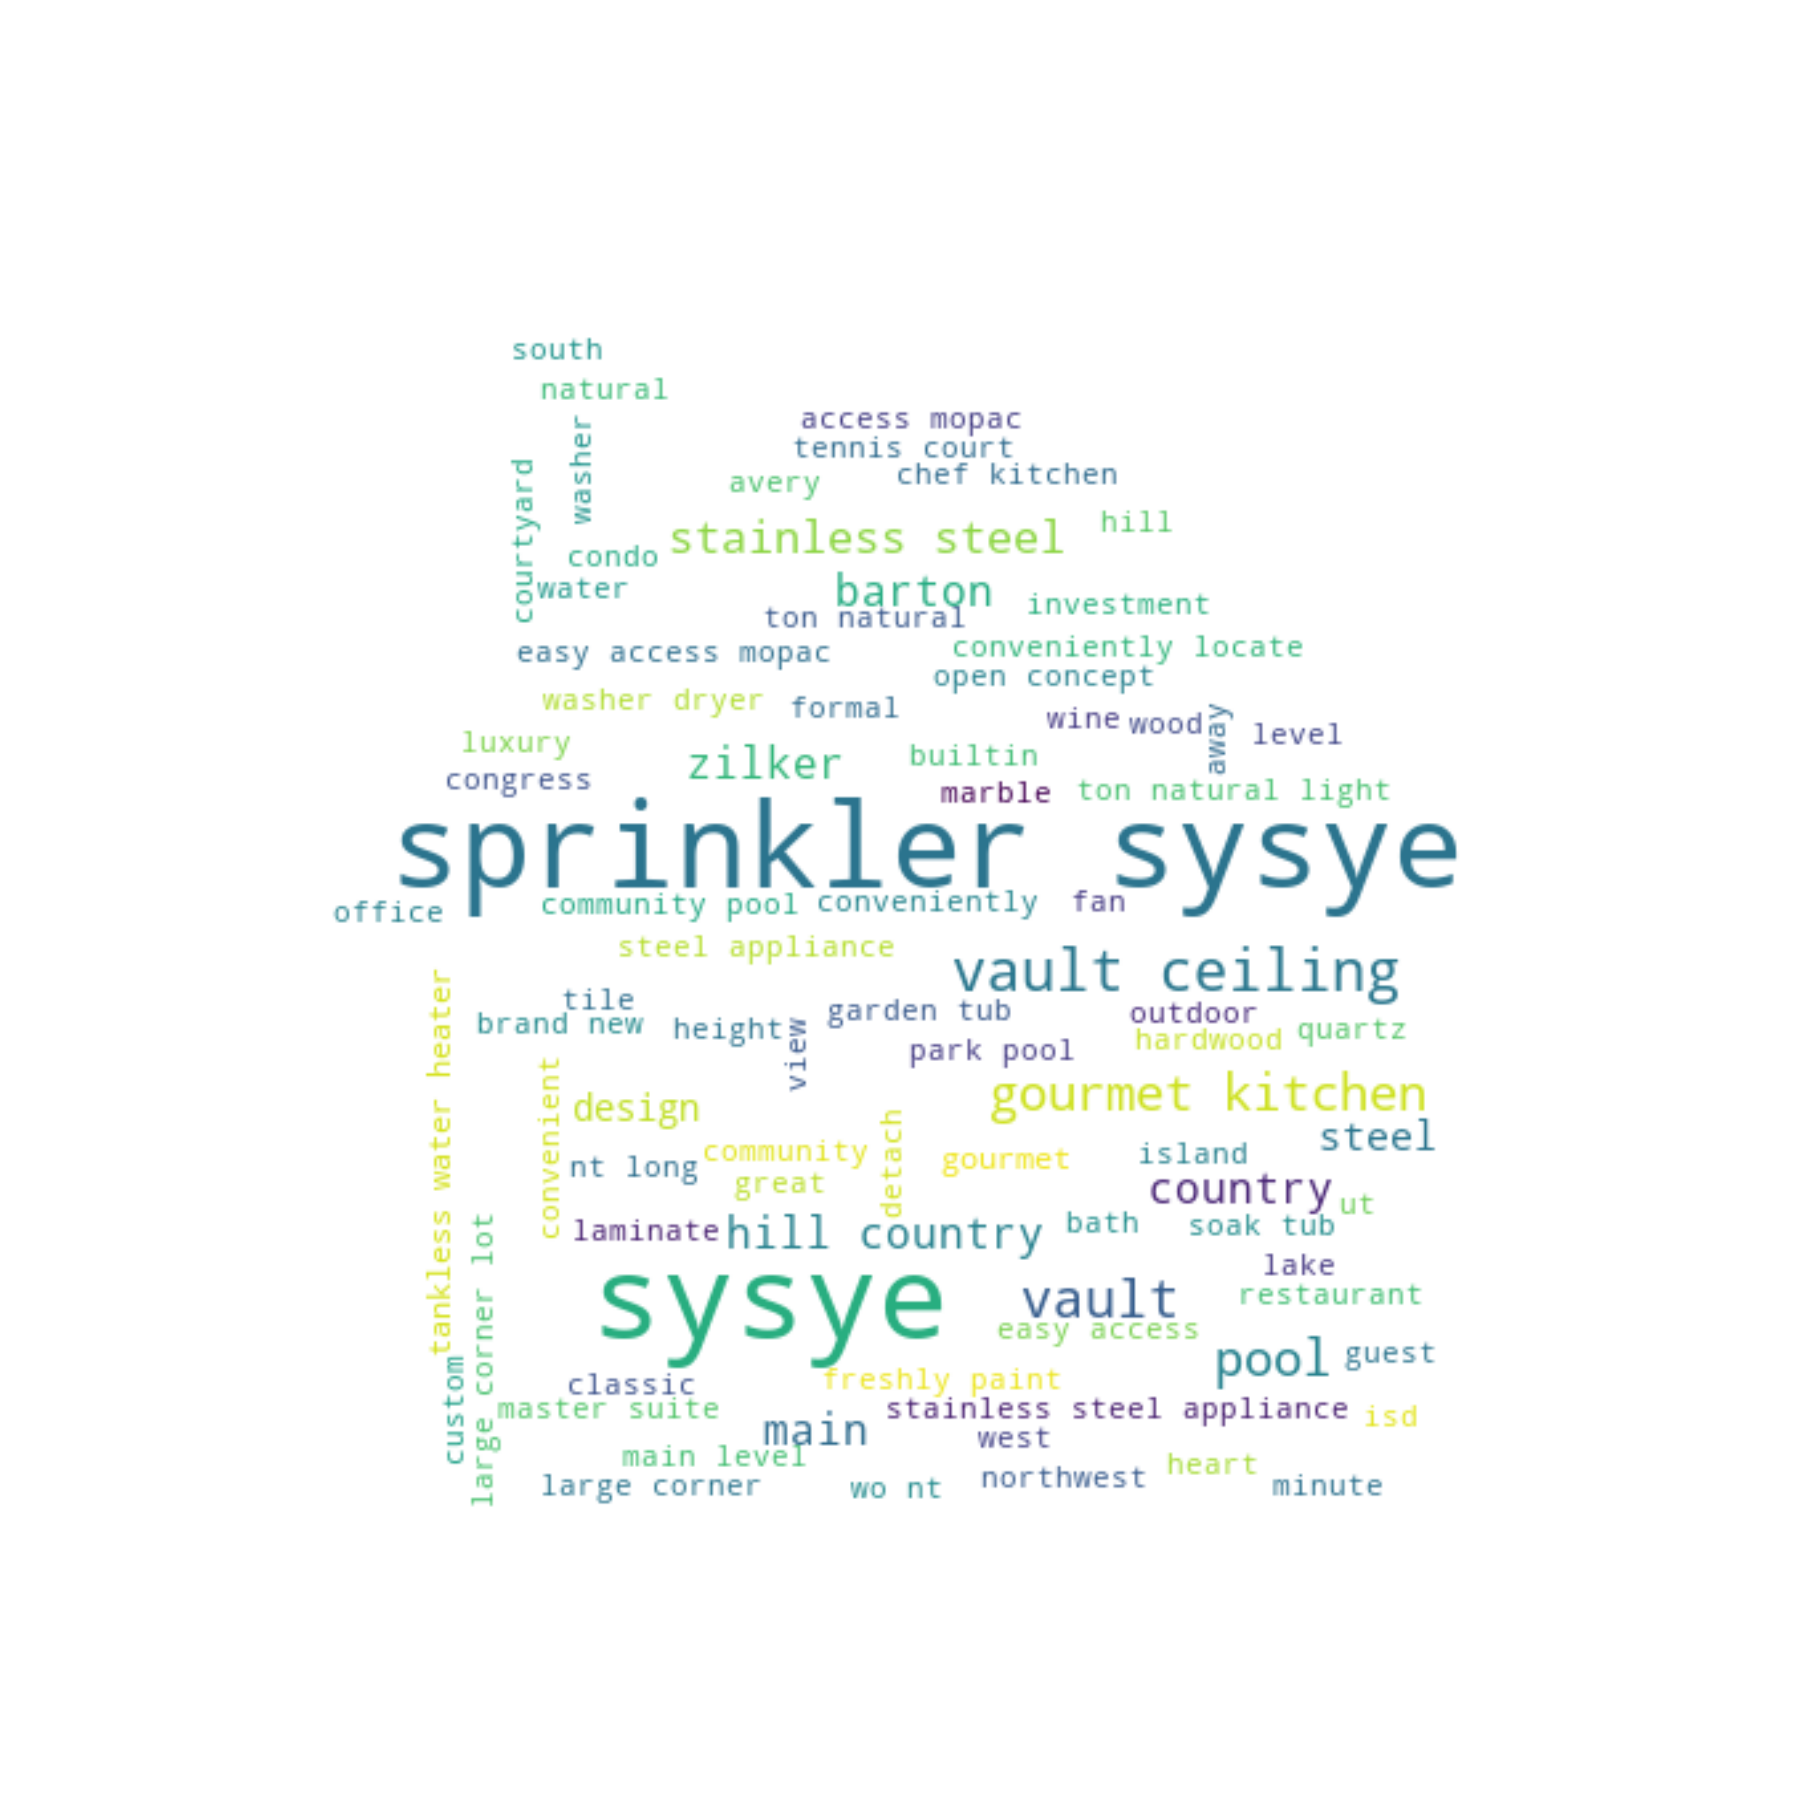 south
natural
access mopac
washer
tennis court
chef kitchen
avery
courtyard
hill
stainless steel
condo
water
barton
investment
ton natural
easy access mopac
conveniently locate
open concept
washer dryer
formal
wine
wood
away
level
luxury
zilker
builtin
congress
marble
ton natural light
sprinkler sysye
office
community pool
conveniently
fan
steel appliance
vault ceiling
tankless water heater
tile
garden tub
outdoor
brand new
height
view
hardwood
quartz
park pool
convenient
design
gourmet kitchen
detach
steel
community
nt long
gourmet
island
great
country
ut
large corner lot
laminate
hill country
bath
soak tub
lake
sysye
vault
restaurant
easy access
pool
guest
custom
classic
freshly paint
master suite
stainless steel appliance
isd
main
west
main level
heart
large corner
wo nt
northwest
minute